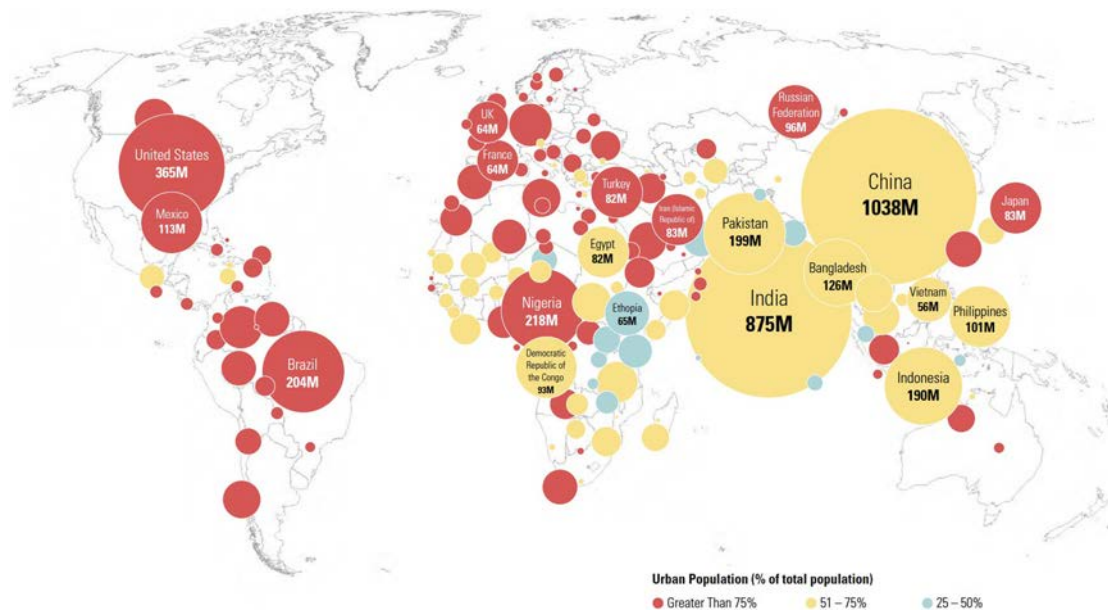 United States
365M
Mexico
113M
Brazil
204M
UK
64M
France
64M
Turkey
82M
Iran (Islamic
Republic of)
83M
Egypt
82M
Nigeria
218M
Ethopia
65M
Democratic
Republic of
the Congo
93M
Russian
Federation
96M
China
1038M
Japan
83M
Pakistan
199M
Bangladesh
126M
India
875M
Vietnam
56M
Philippines
101M
Indonesia
190M
Urban Population (% of total population)
Greater Than 75%
51 – 75%
25 – 50%